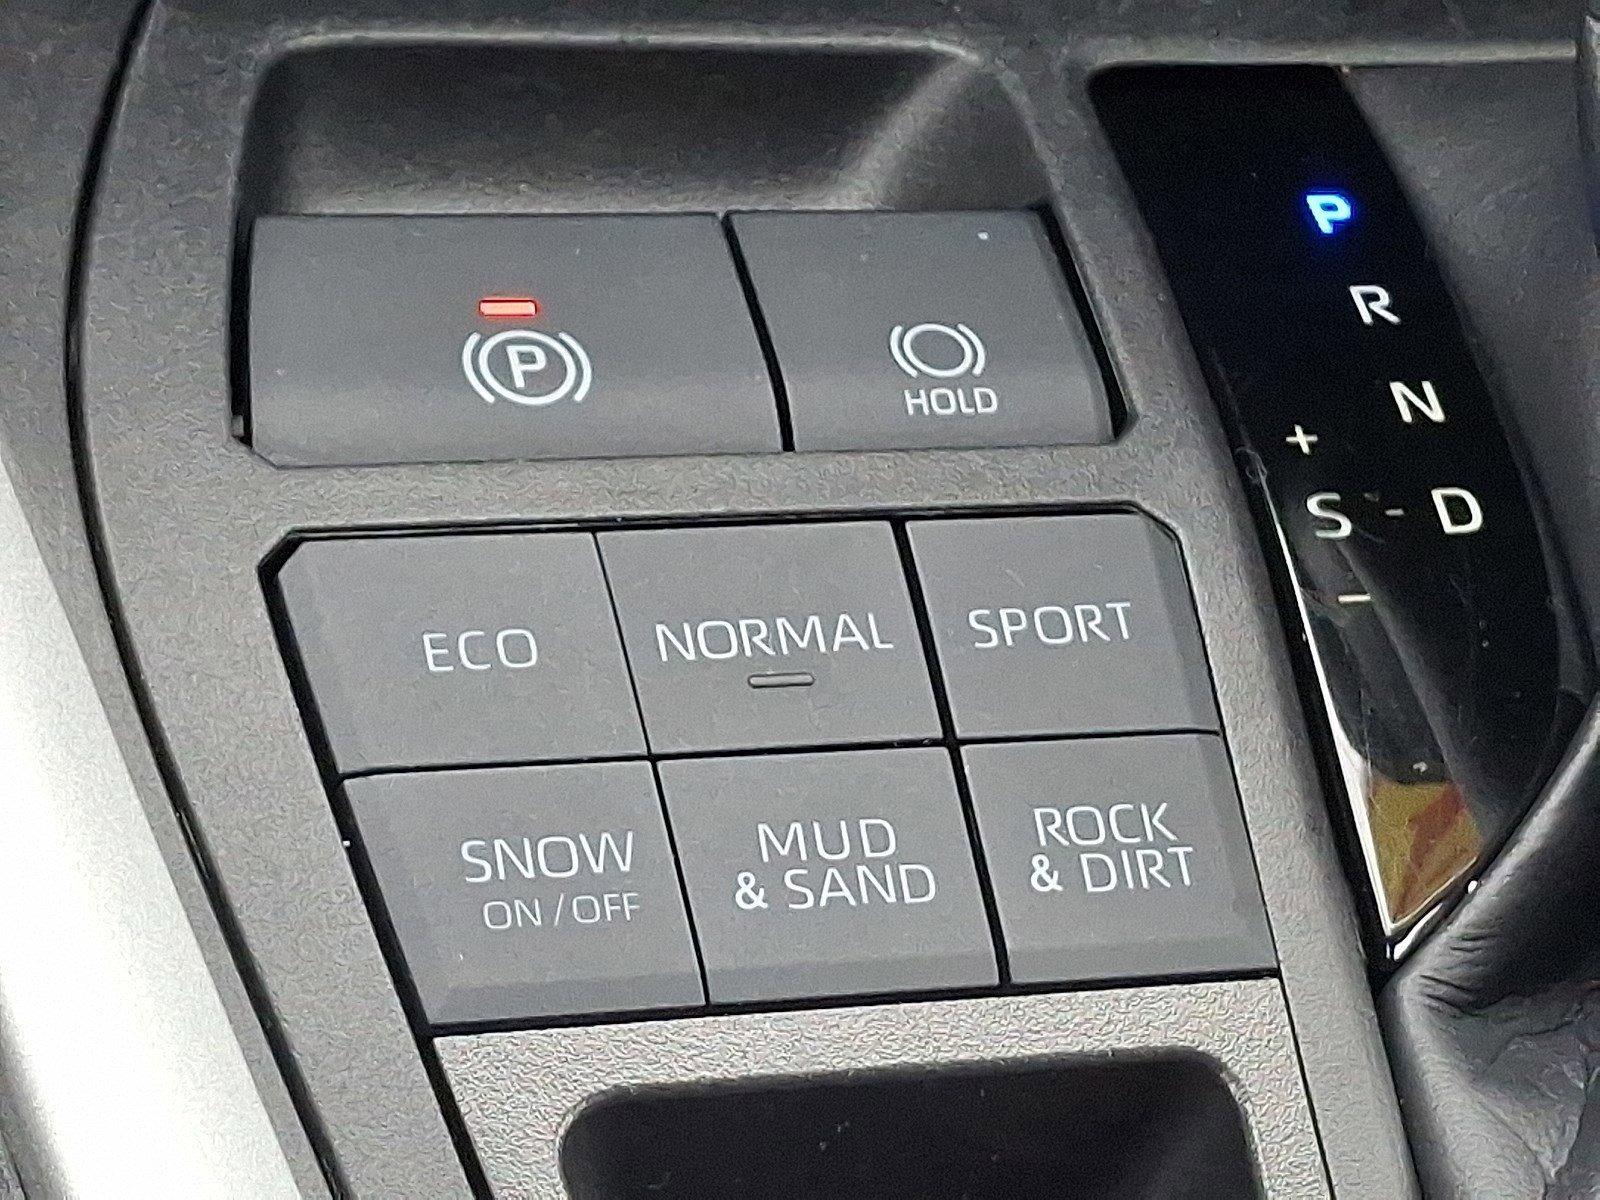 P
P
HOLD
R
N
+
S - D
-
ECO
NORMAL
SPORT
SNOW
ON / OFF
MUD
& SAND
ROCK
& DIRT